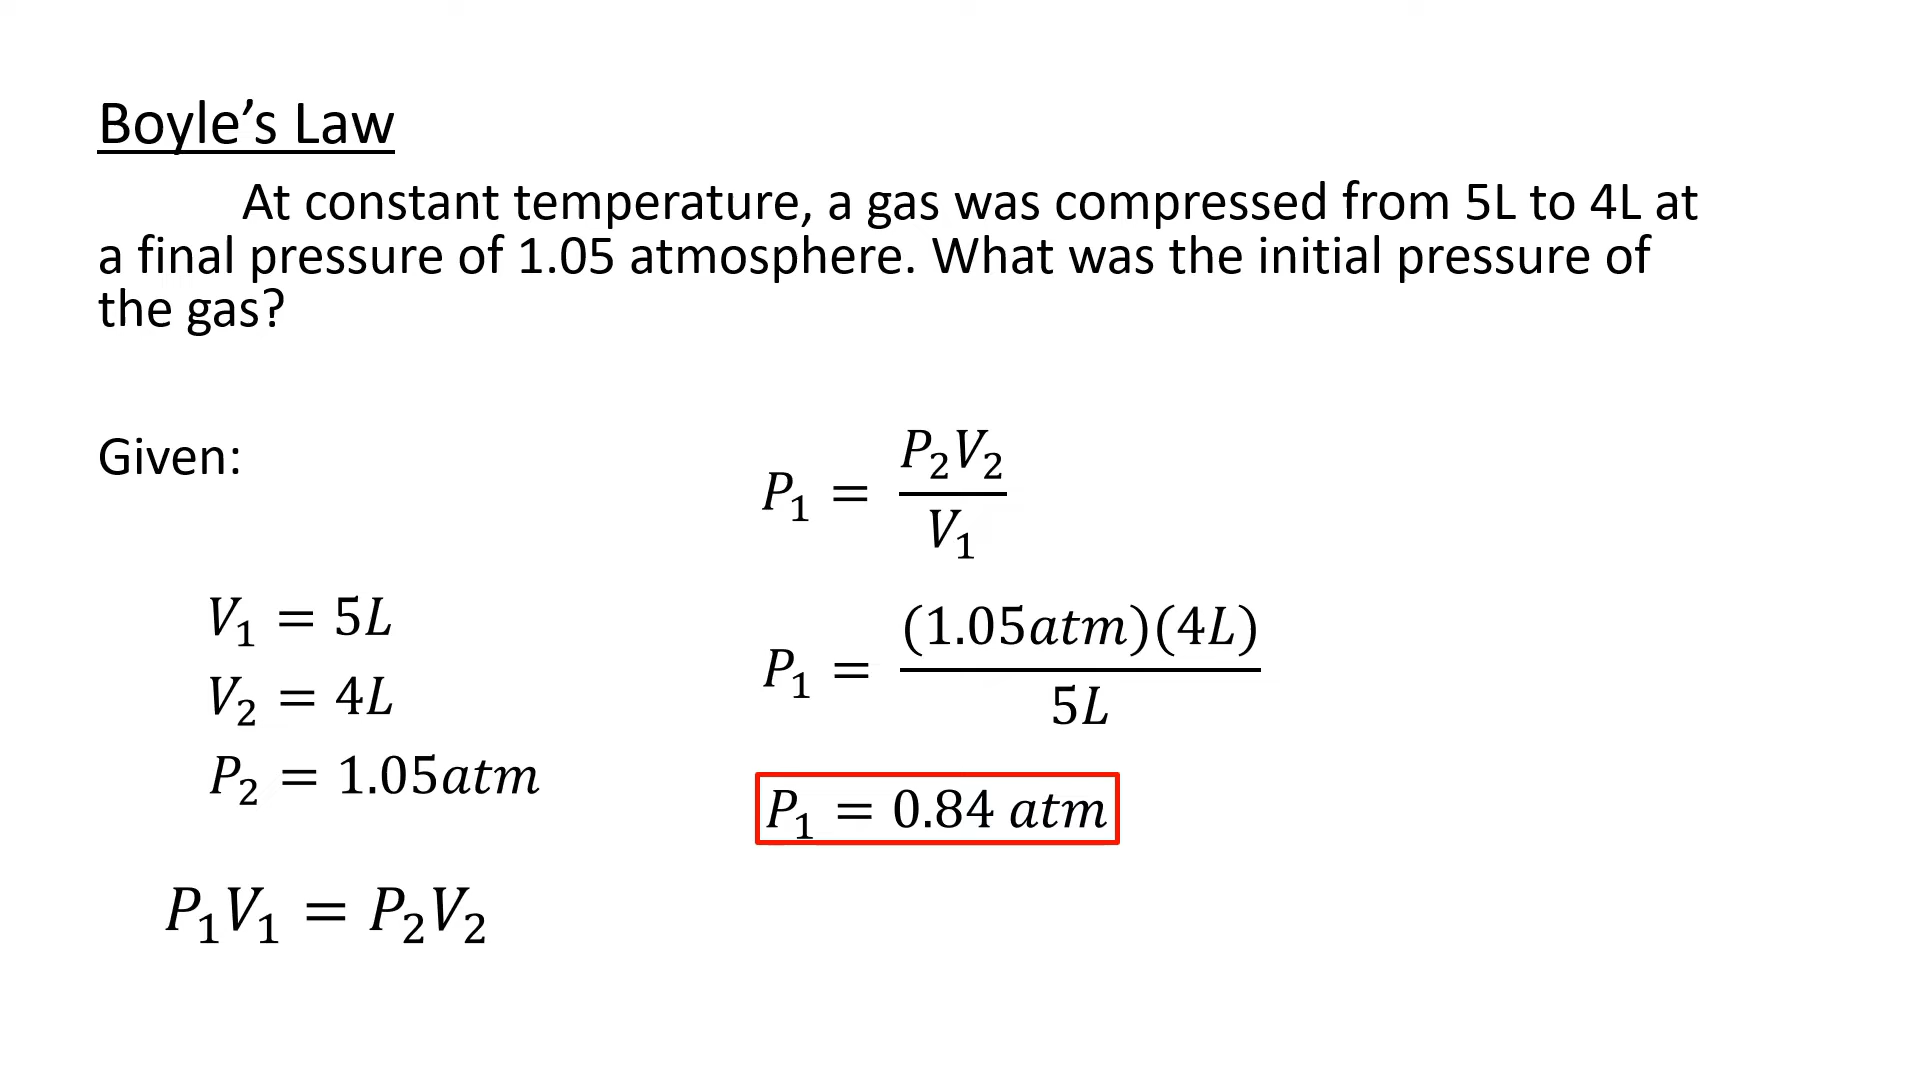 Boyle’s Law
At constant temperature, a gas was compressed from 5L to 4L at
a final pressure of 1.05 atmosphere. What was the initial pressure of
the gas?
Given:
V₁ = 5L
V₂ = 4L
P₂ = 1.05atm
P₁V₁ = P₂V₂
P₁ = P₂V₂ / V₁
P₁ = (1.05atm)(4L) / 5L
P₁ = 0.84 atm